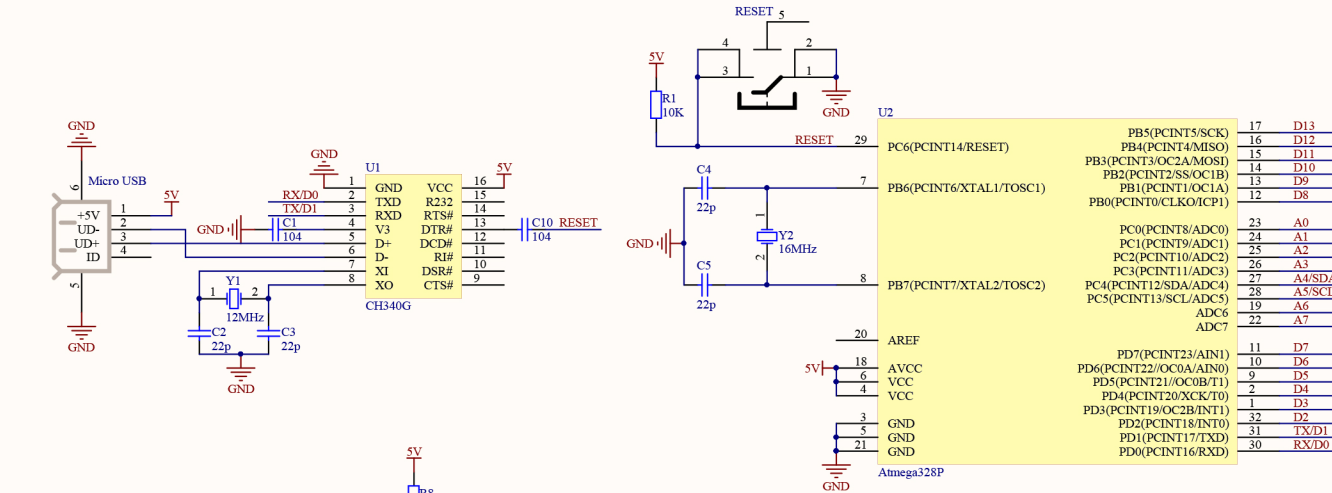 RESET 5
4 2
3 1
5V
R1
10K
GND
RESET 29
GND
6
Micro USB
5V
+5V 1
UD- 2
UD+ 3
ID 4
5
GND
GND
U1
RX/D0
TX/D1
GND C1
104
1 GND VCC 16 5V
2 TXD R232 15
3 RXD RTS# 14
4 V3 DTR# 13
5 D+ DCD# 12
6 D- RI# 11
7 XI DSR# 10
8 XO CTS# 9
CH340G
C10 RESET
104
Y1
1 2
12MHz
C2
22p
C3
22p
GND
5V
R8
C4
22p
GND
1
Y2
16MHz
2
C5
22p
U2
PC6(PCINT14/RESET)
7 PB6(PCINT6/XTAL1/TOSC1)
8 PB7(PCINT7/XTAL2/TOSC2)
20 AREF
5V 18 AVCC
6 VCC
4 VCC
3 GND
5 GND
21 GND
GND
Atmega328P
PB5(PCINT5/SCK) 17 D13
PB4(PCINT4/MISO) 16 D12
PB3(PCINT3/OC2A/MOSI) 15 D11
PB2(PCINT2/SS/OC1B) 14 D10
PB1(PCINT1/OC1A) 13 D9
PB0(PCINT0/CLKO/ICP1) 12 D8
PC0(PCINT8/ADC0) 23 A0
PC1(PCINT9/ADC1) 24 A1
PC2(PCINT10/ADC2) 25 A2
PC3(PCINT11/ADC3) 26 A3
PC4(PCINT12/SDA/ADC4) 27 A4/SDA
PC5(PCINT13/SCL/ADC5) 28 A5/SCL
ADC6 19 A6
ADC7 22 A7
PD7(PCINT23/AIN1) 11 D7
PD6(PCINT22//OC0A/AIN0) 10 D6
PD5(PCINT21//OC0B/T1) 9 D5
PD4(PCINT20/XCK/T0) 2 D4
PD3(PCINT19/OC2B/INT1) 1 D3
PD2(PCINT18/INT0) 32 D2
PD1(PCINT17/TXD) 31 TX/D1
PD0(PCINT16/RXD) 30 RX/D0